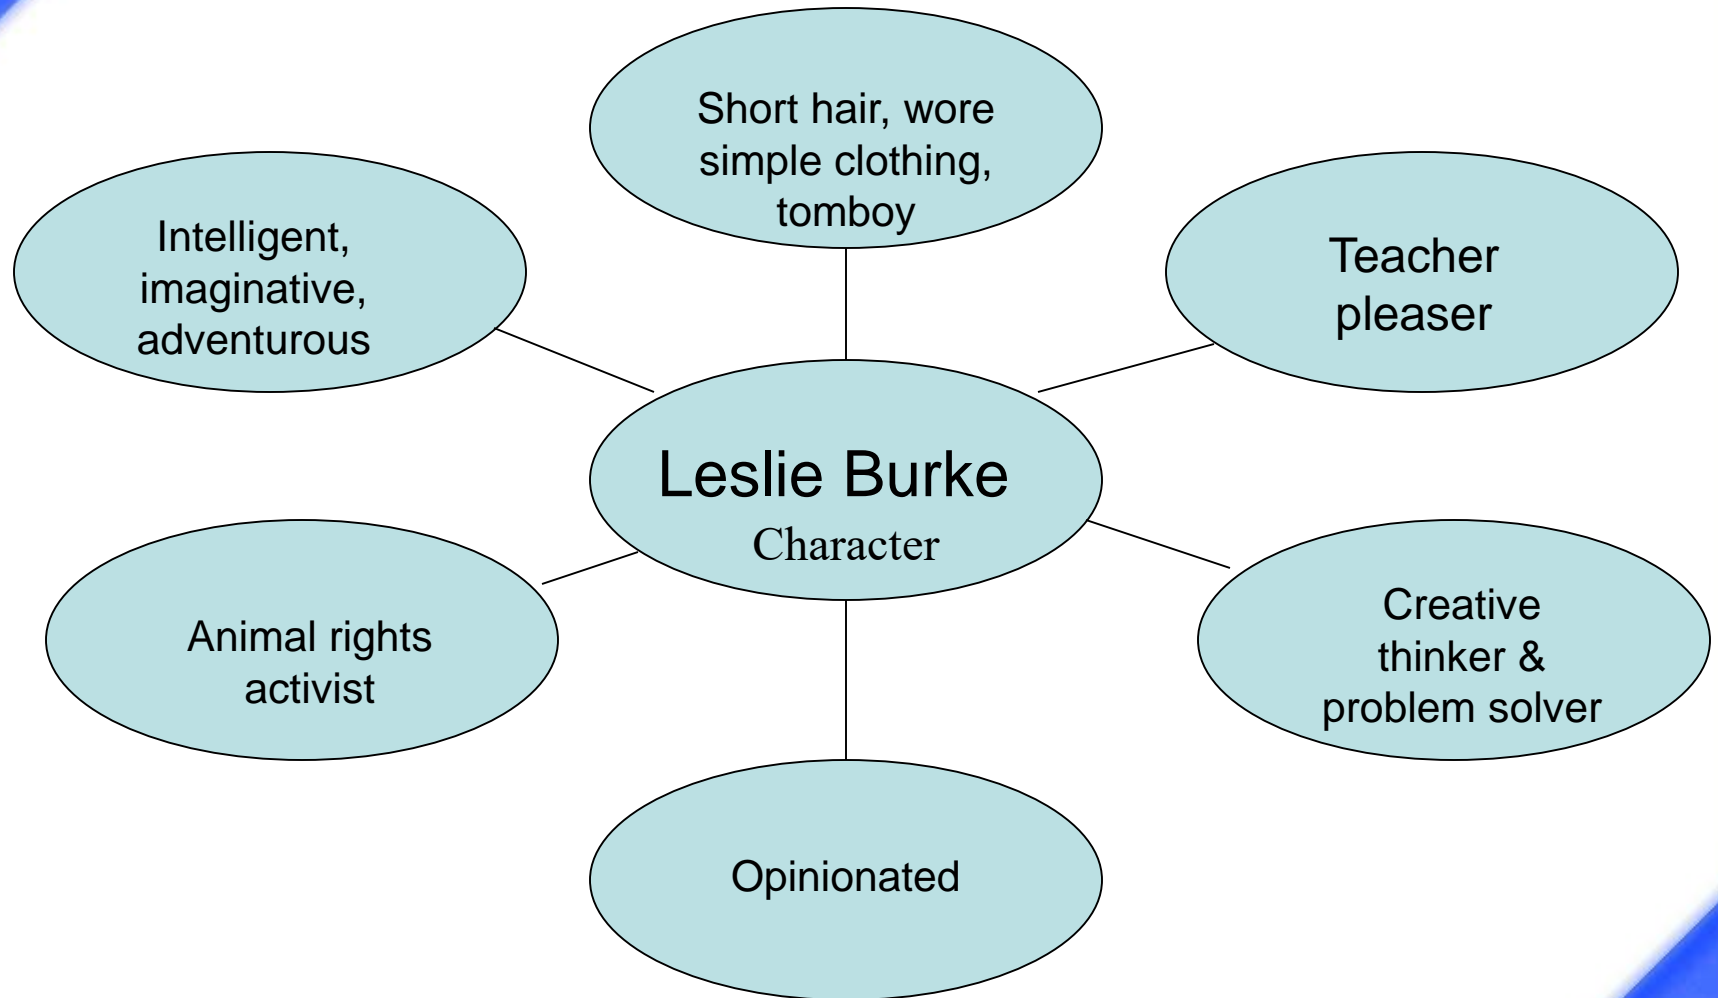 Short hair, wore
simple clothing,
tomboy
Intelligent,
imaginative,
adventurous
Teacher
pleaser
Leslie Burke
Character
Animal rights
activist
Creative
thinker &
problem solver
Opinionated